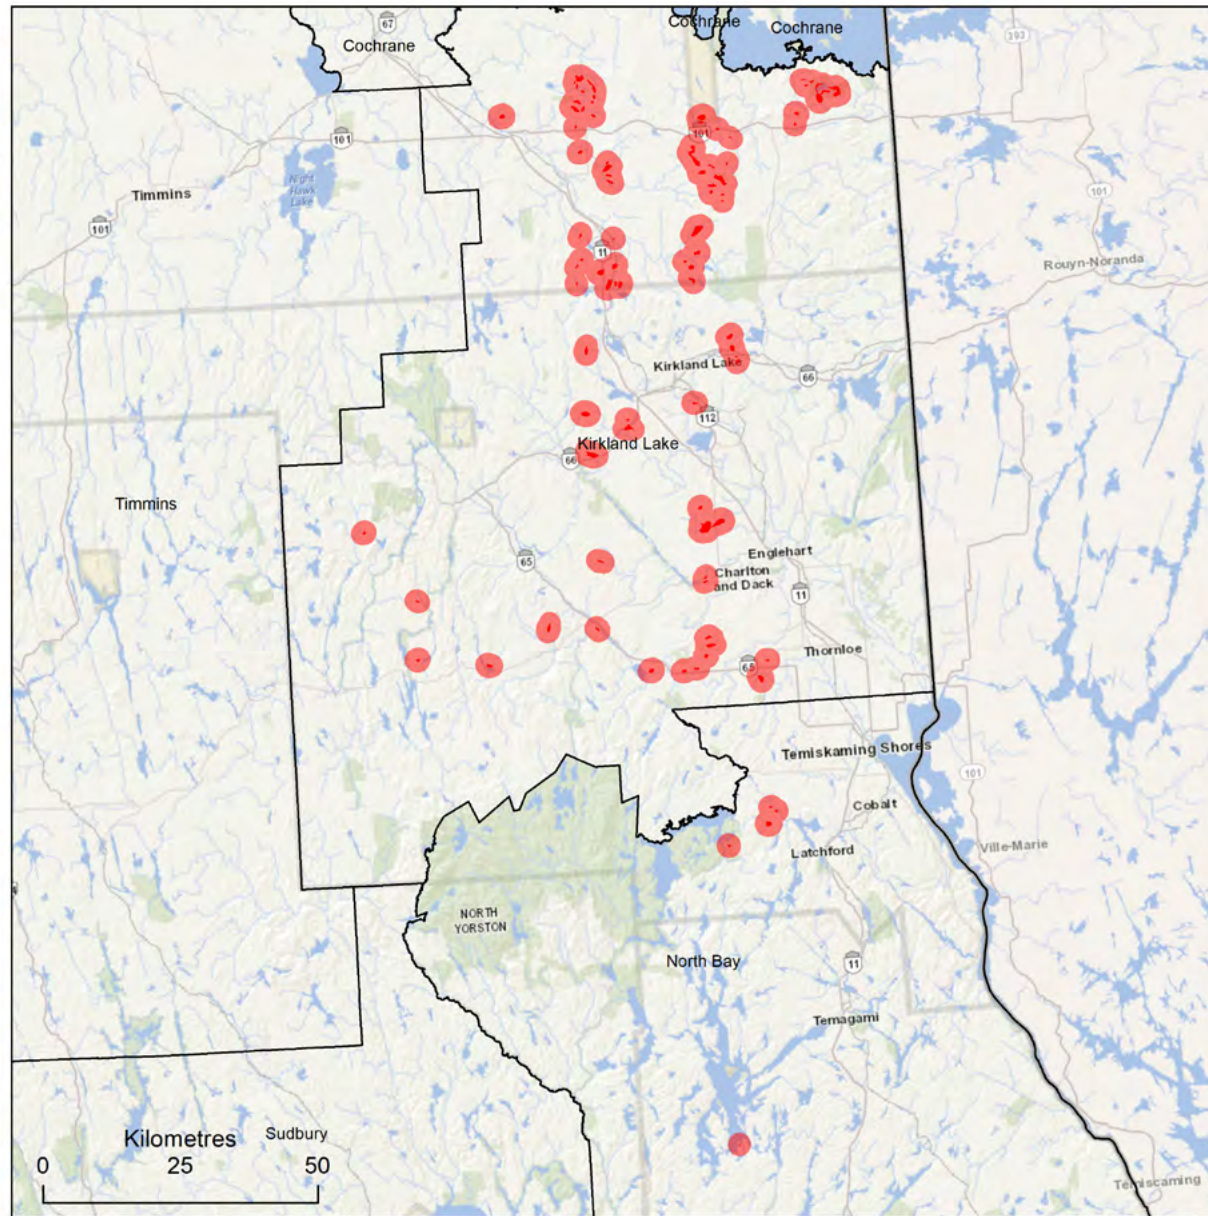 67
Cochrane
Cochrane
Cochrane
393
101
101
Night
Hawk
Lake
Timmins
101
101
11
Rouyn-Noranda
Kirkland Lake
66
112
Kirkland Lake
66
Timmins
65
Englehart
Charlton
and Dack
11
Thornloe
65
Temiskaming Shores
101
Cobalt
Ville-Marie
Latchford
NORTH
YORSTON
North Bay
11
Temagami
Kilometres
Sudbury
0 25 50
Temiscaming